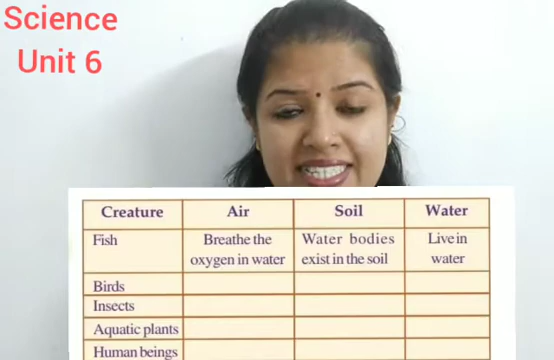 Science
Unit 6
Creature Air Soil Water
Fish Breathe the Water bodies Live in
oxygen in water exist in the soil water
Birds
Insects
Aquatic plants
Human beings